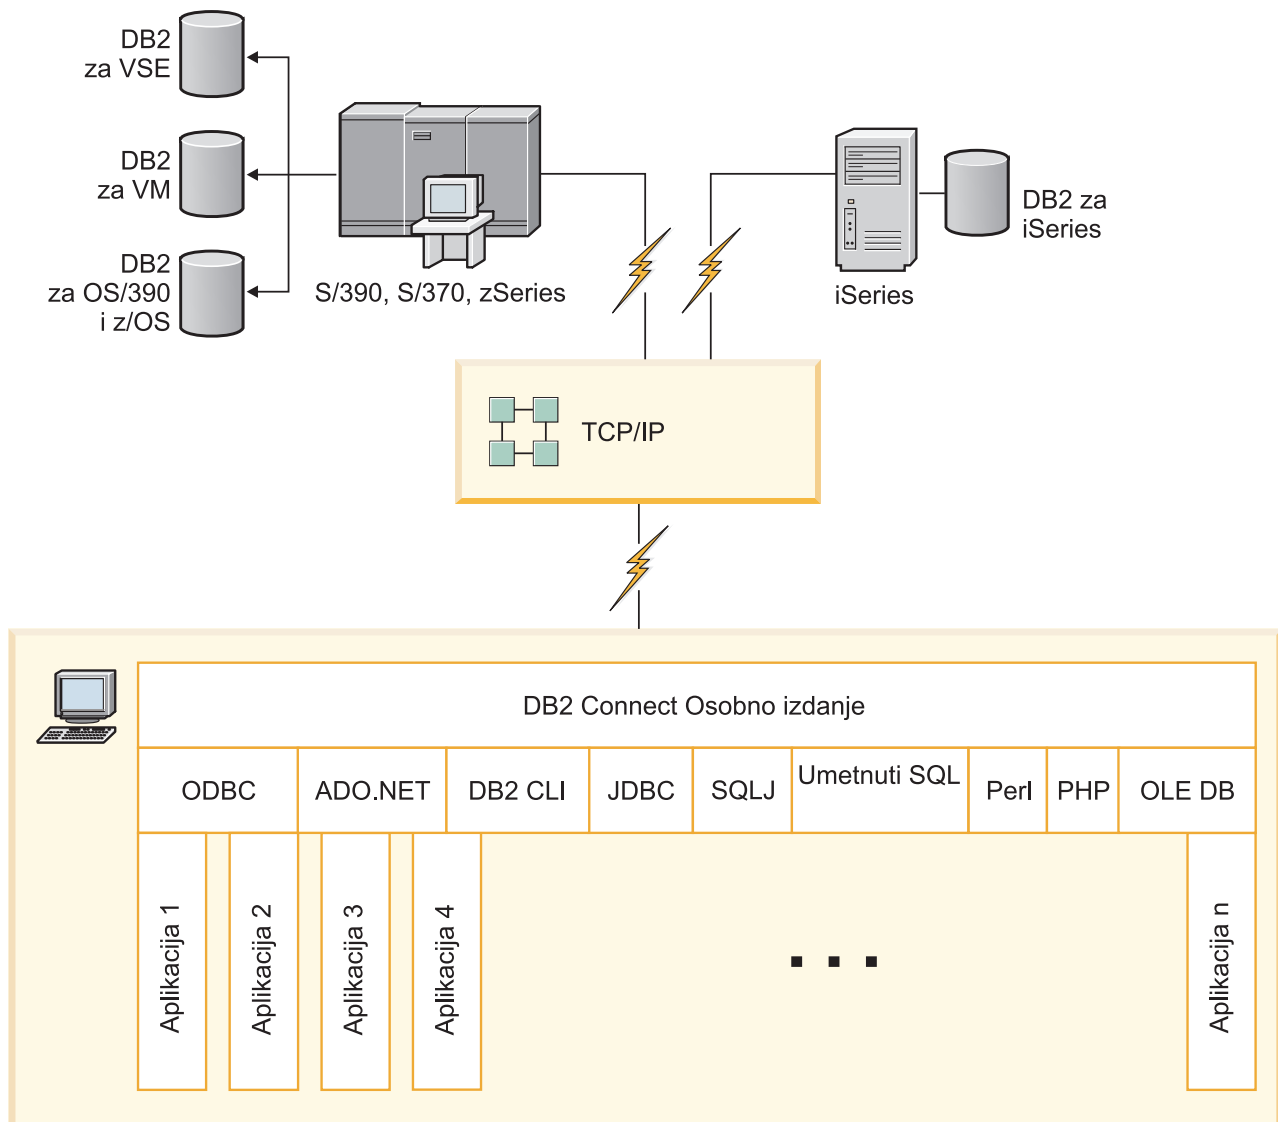 DB2
za VSE
DB2
za VM
DB2
za OS/390
i z/OS
S/390, S/370, zSeries
iSeries
DB2 za
iSeries
TCP/IP
DB2 Connect Osobno izdanje
ODBC
ADO.NET
DB2 CLI
JDBC
SQLJ
Umetnuti SQL
Perl
PHP
OLE DB
Aplikacija 1
Aplikacija 2
Aplikacija 3
Aplikacija 4
. . .
Aplikacija n